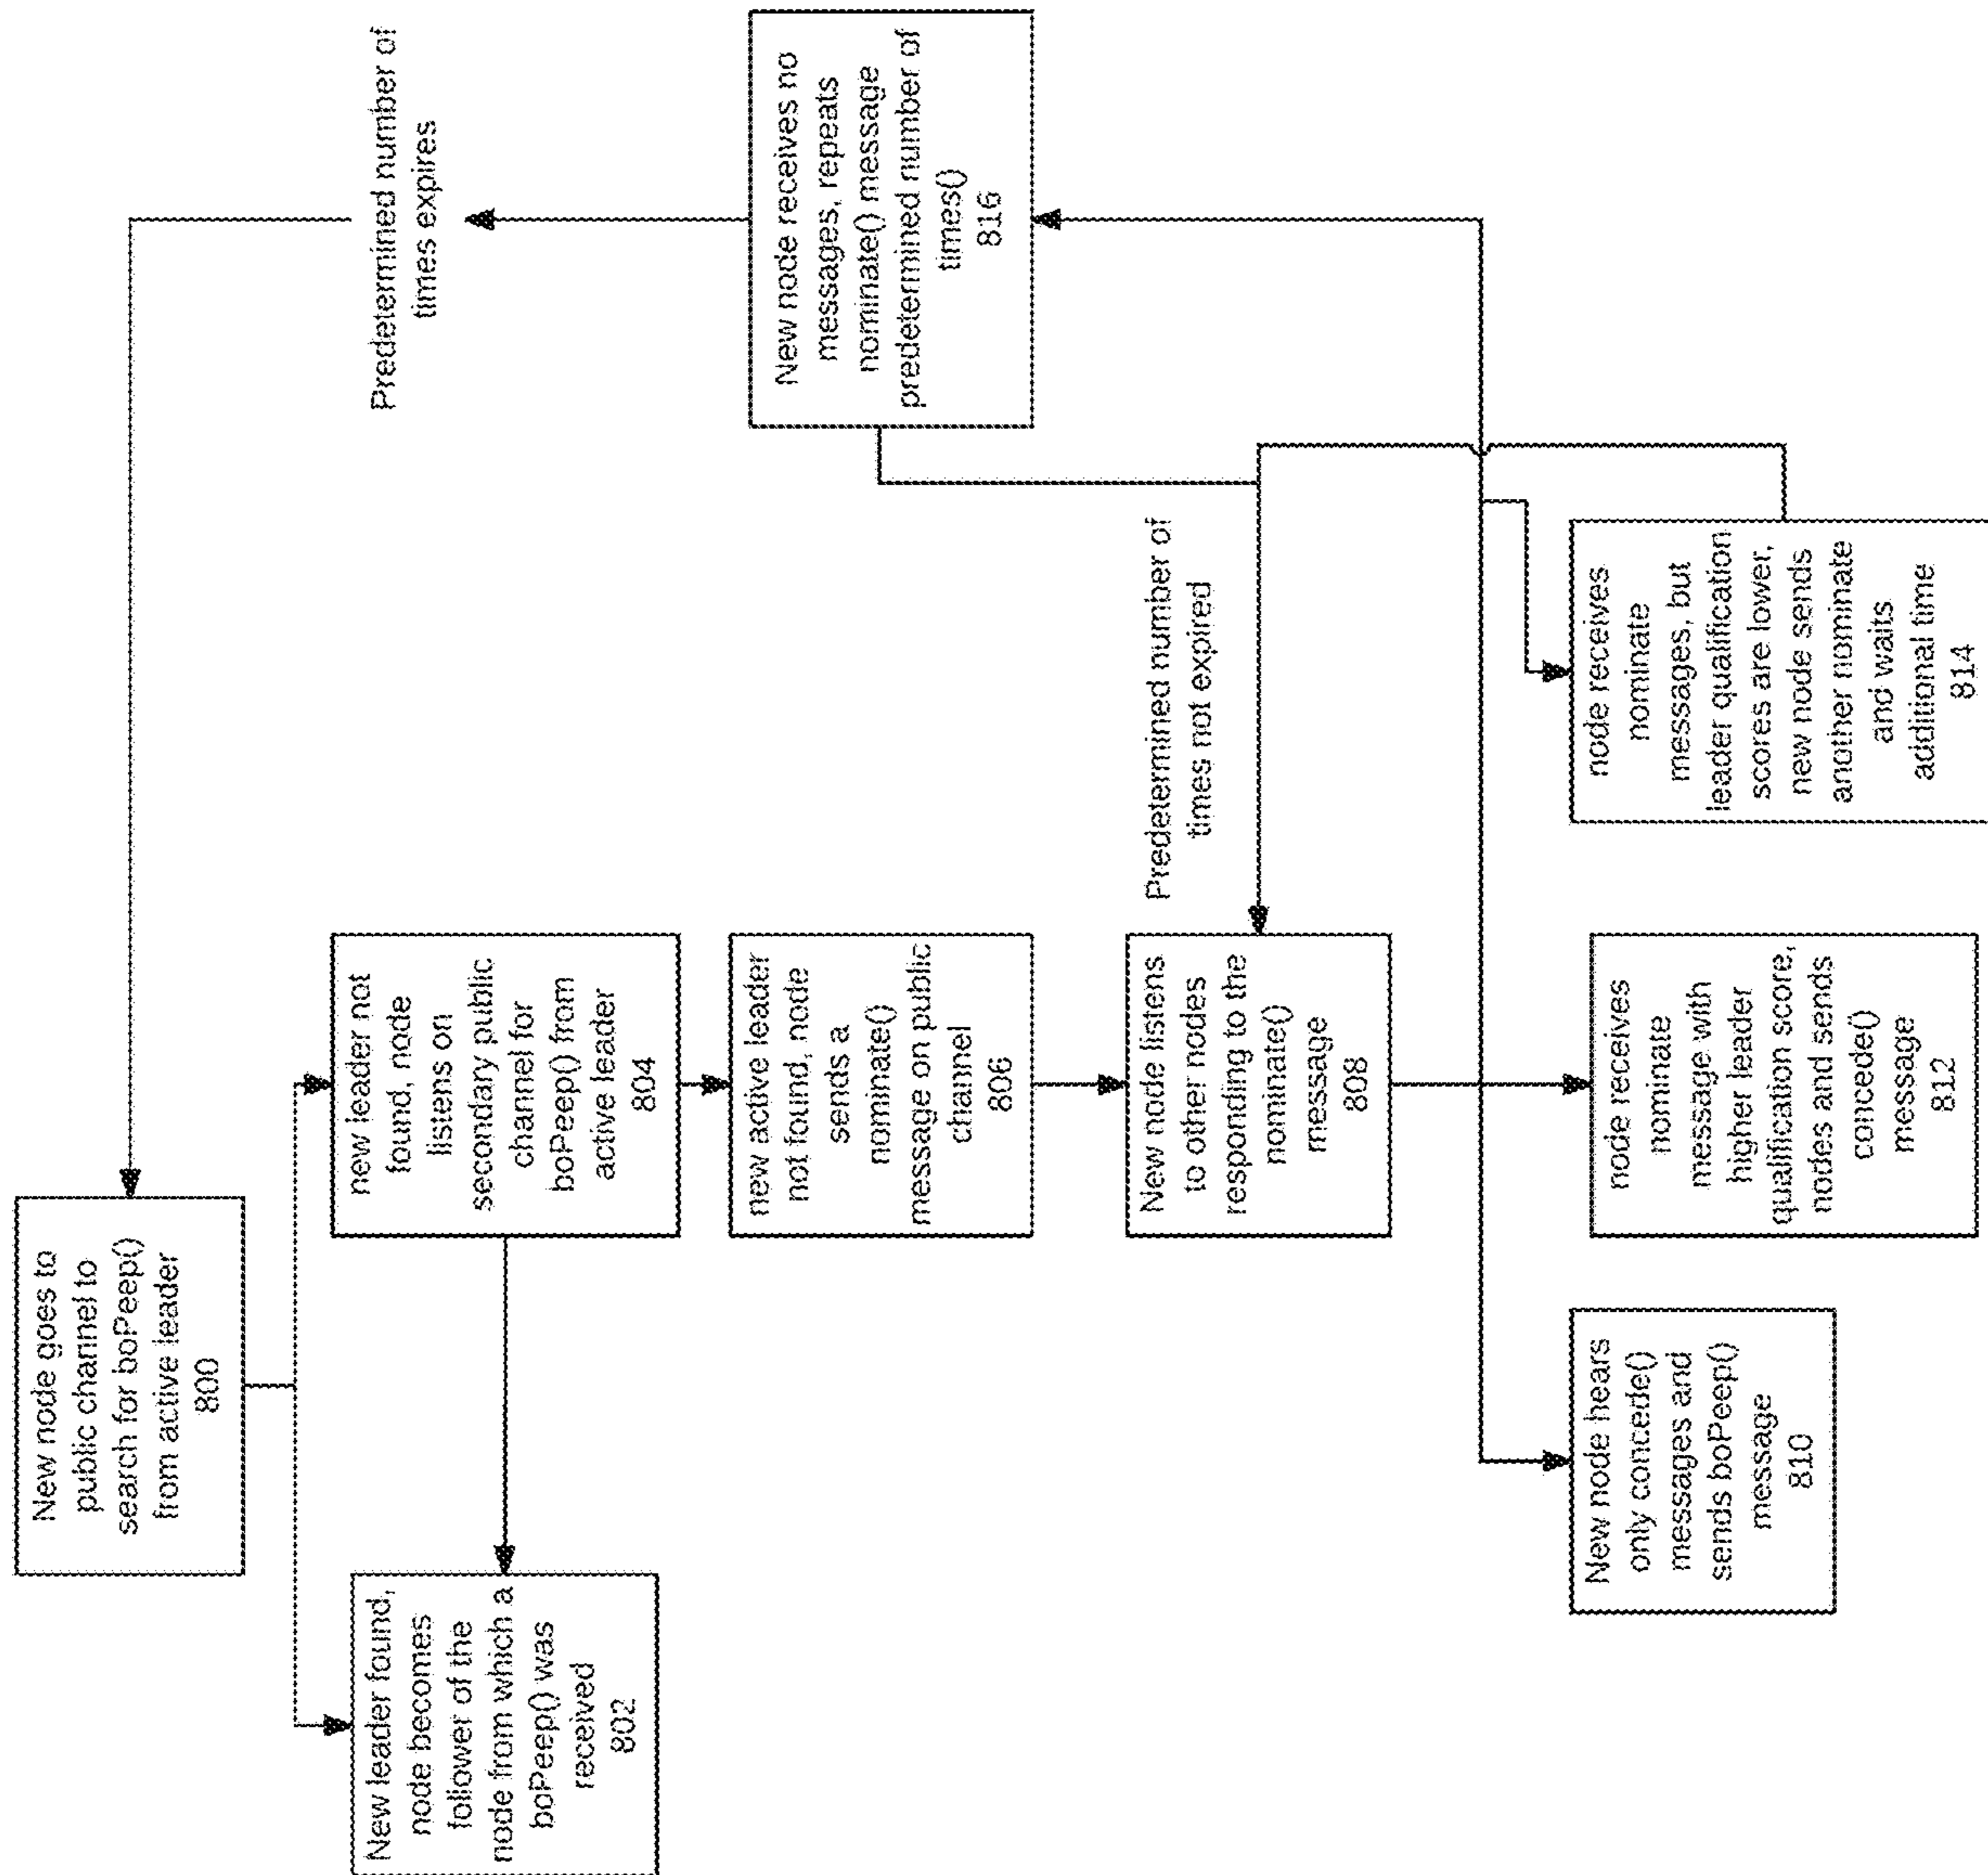 New node goes to
public channel to
search for boPeep()
from active leader
800
New leader found,
node becomes
follower of the
node from which a
boPeep() was
received
802
new leader not
found, node
listens on
secondary public
channel for
boPeep() from
active leader
804
new active leader
not found, node
sends a
nominate()
message on public
channel
806
New node listens
to other nodes
responding to the
nominate()
message
808
Predetermined number of
times not expired
Predetermined number of
times expires
New node receives no
messages, repeats
nominate() message
predetermined number of
times()
816
New node hears
only concede()
messages and
sends boPeep()
message
810
node receives
nominate
message with
higher leader
qualification score,
nodes and sends
concede()
message
812
node receives
nominate
messages, but
leader qualification
scores are lower,
new node sends
another nominate
and waits
additional time
814